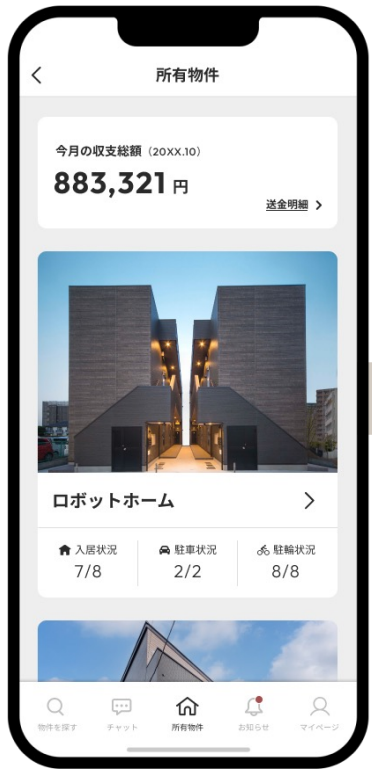 所有物件
今月の収支総額（20XX.10）
883,321 円
送金明細
ロボットホーム
入居状況 駐車状況 駐輪状況
7/8 2/2 8/8
物件を探す チャット 所有物件 お知らせ マイページ